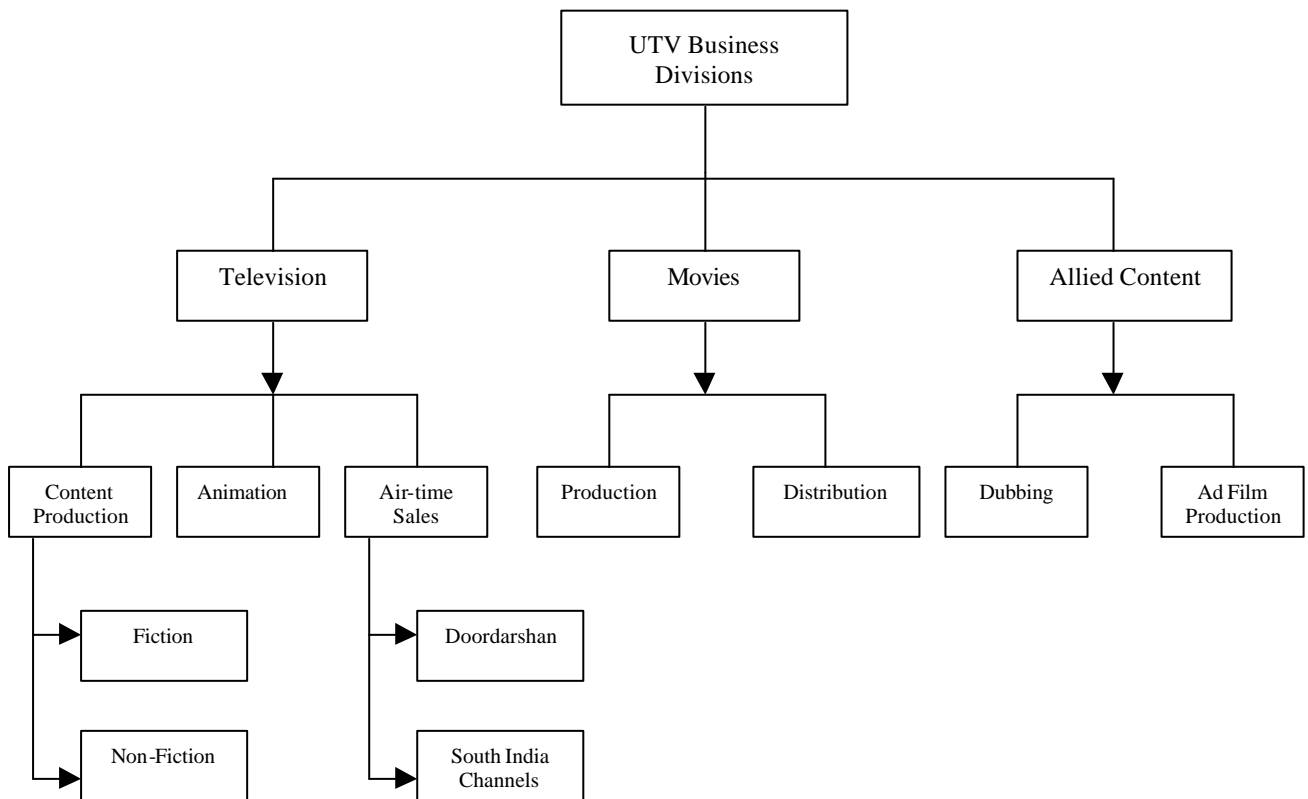 UTV Business
Divisions
Television
Movies
Allied Content
Content
Production
Animation
Air-time
Sales
Production
Distribution
Dubbing
Ad Film
Production
Fiction
Doordarshan
Non-Fiction
South India
Channels